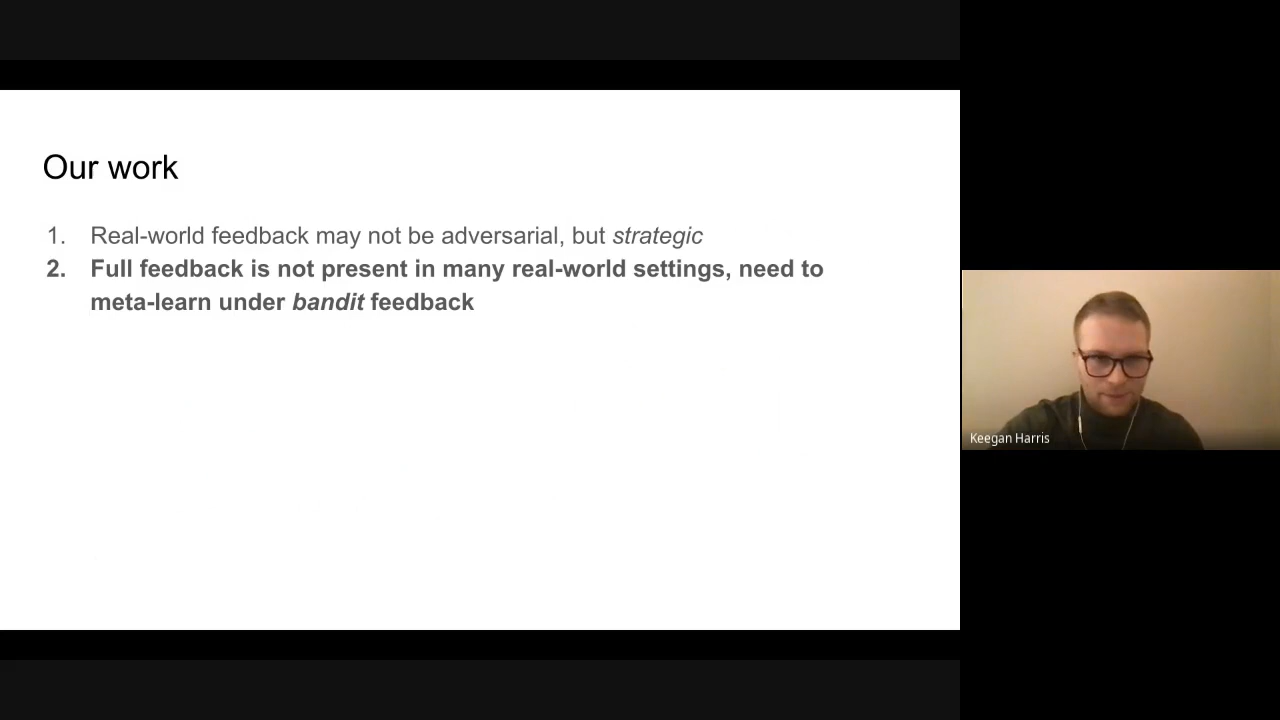 Our work
1. Real-world feedback may not be adversarial, but strategic
2. Full feedback is not present in many real-world settings, need to
meta-learn under bandit feedback
Keegan Harris